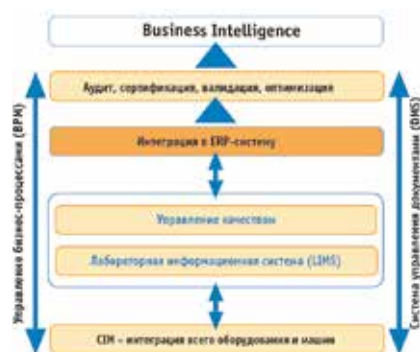 Business Intelligence
Аудит, сертификация, валидация, оптимизация
Интеграция в ERP-систему
Управление качеством
Лабораторная информационная система (LIMS)
CIM – интеграция всего оборудования и машин
Управление бизнес-процессами (BPM)
Система управления документами (DMS)